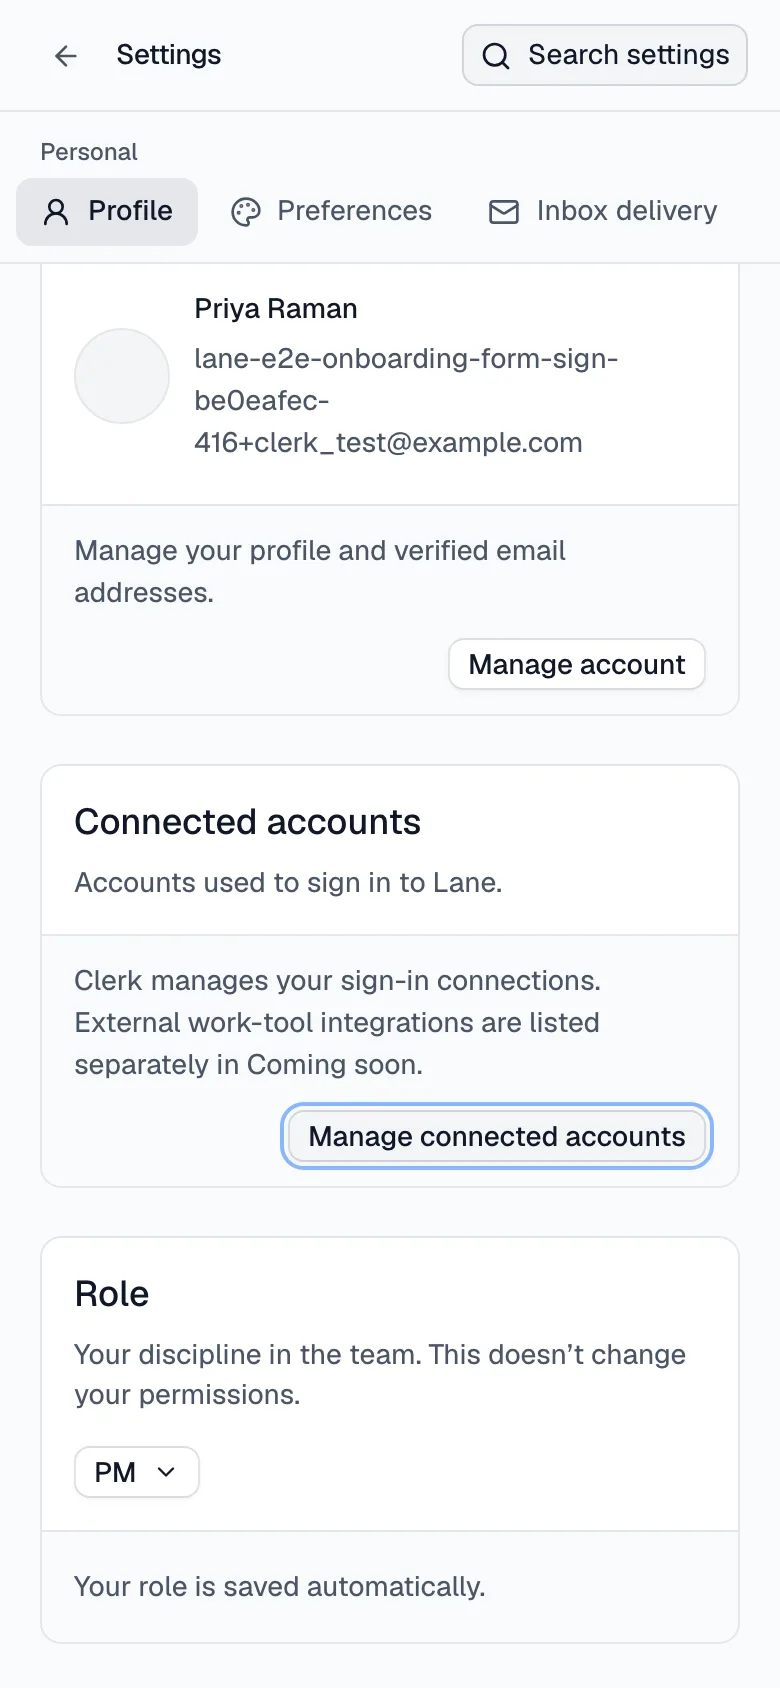 Settings
Search settings
Personal
Profile
Preferences
Inbox delivery
Priya Raman
lane-e2e-onboarding-form-sign-
be0eafec-
416+clerk_test@example.com
Manage your profile and verified email
addresses.
Manage account
Connected accounts
Accounts used to sign in to Lane.
Clerk manages your sign-in connections.
External work-tool integrations are listed
separately in Coming soon.
Manage connected accounts
Role
Your discipline in the team. This doesn’t change
your permissions.
PM
Your role is saved automatically.